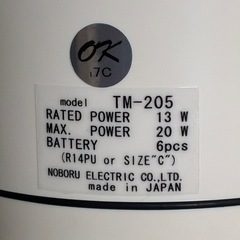 OK
17C
model TM-205
RATED POWER 13 W
MAX. POWER 20 W
BATTERY 6pcs
(R14PU or SIZE"C")
NOBORU ELECTRIC CO.,LTD.
made in JAPAN